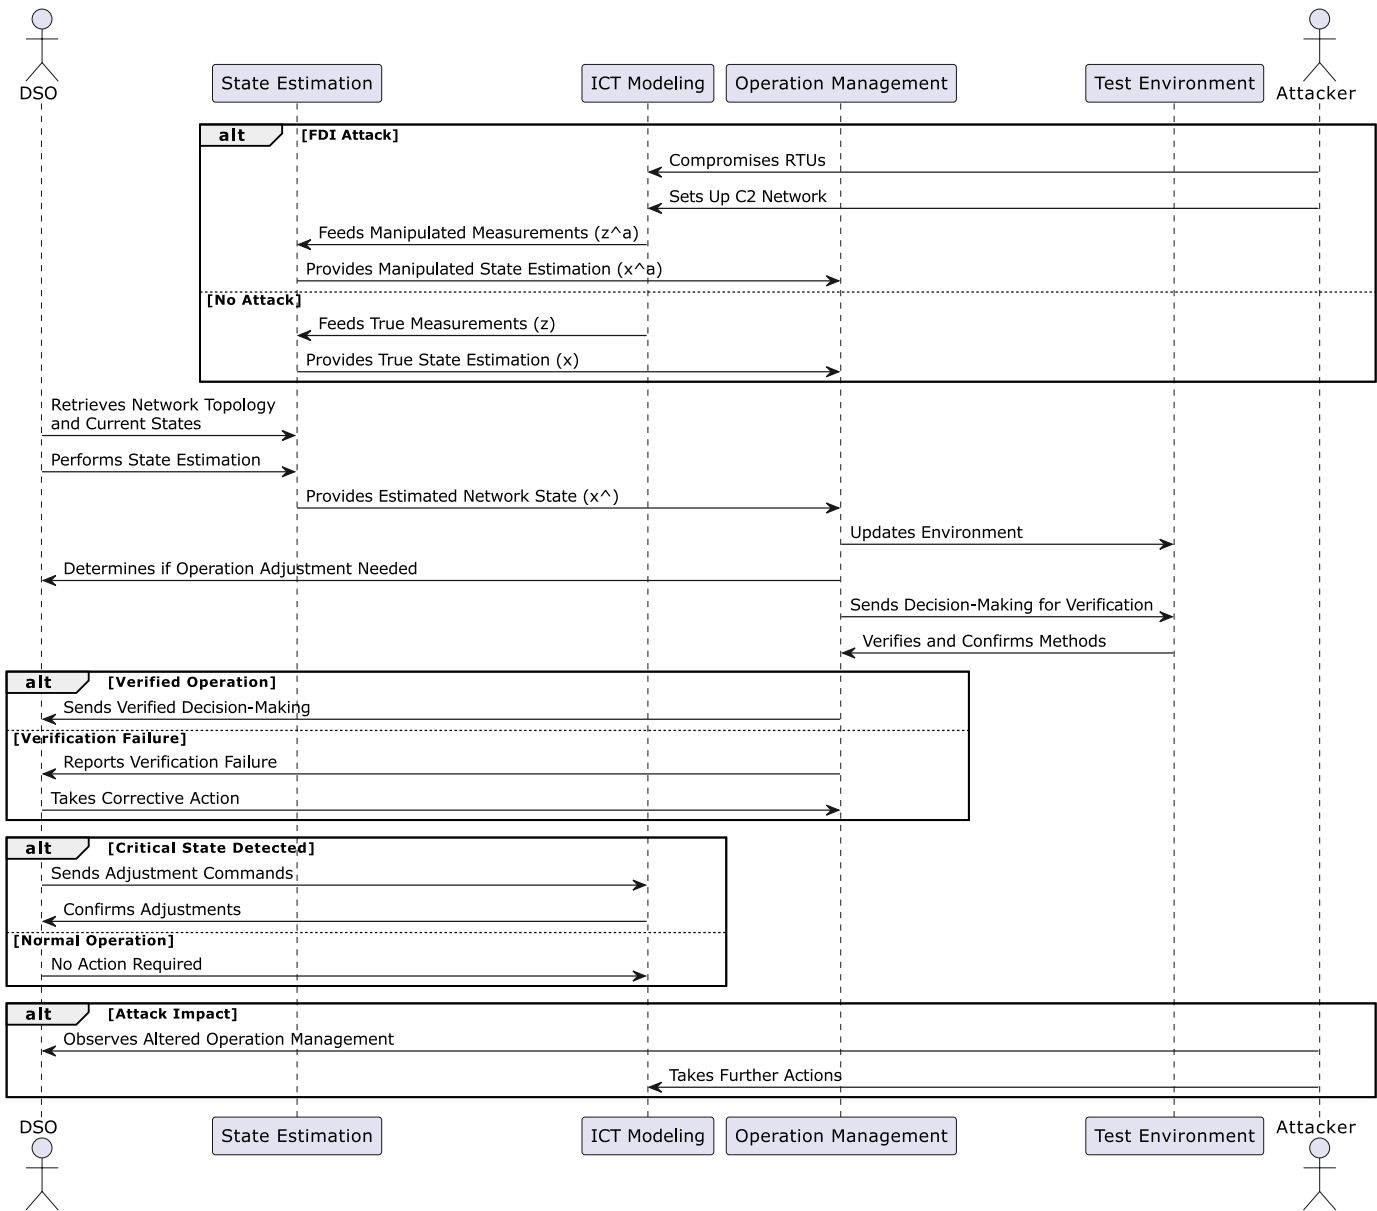 DSO
State Estimation
ICT Modeling
Operation Management
Test Environment
Attacker
alt
[FDI Attack]
Compromises RTUs
Sets Up C2 Network
Feeds Manipulated Measurements (z^a)
Provides Manipulated State Estimation (x^a)
[No Attack]
Feeds True Measurements (z)
Provides True State Estimation (x)
Retrieves Network Topology
and Current States
Performs State Estimation
Provides Estimated Network State (x^)
Updates Environment
Determines if Operation Adjustment Needed
Sends Decision-Making for Verification
Verifies and Confirms Methods
alt
[Verified Operation]
Sends Verified Decision-Making
[Verification Failure]
Reports Verification Failure
Takes Corrective Action
alt
[Critical State Detected]
Sends Adjustment Commands
Confirms Adjustments
[Normal Operation]
No Action Required
alt
[Attack Impact]
Observes Altered Operation Management
Takes Further Actions
DSO
State Estimation
ICT Modeling
Operation Management
Test Environment
Attacker